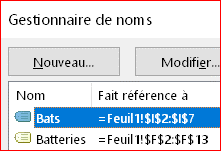 Gestionnaire de noms
Nouveau... Modifier...
Nom Fait référence à
Bats =Feuil1!$I$2:$I$7
Batteries =Feuil1!$F$2:$F$13